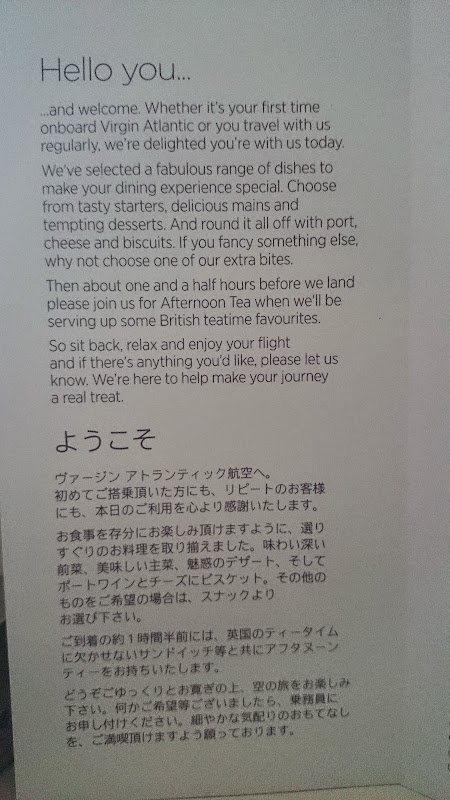 Hello you...
...and welcome. Whether it's your first time
onboard Virgin Atlantic or you travel with us
regularly, we're delighted you're with us today.
We've selected a fabulous range of dishes to
make your dining experience special. Choose
from tasty starters, delicious mains and
tempting desserts. And round it all off with port,
cheese and biscuits. If you fancy something else,
why not choose one of our extra bites.
Then about one and a half hours before we land
please join us for Afternoon Tea when we'll be
serving up some British teatime favourites.
So sit back, relax and enjoy your flight
and if there's anything you'd like, please let us
know. We're here to help make your journey
a real treat.
ようこそ
ヴァージン アトランティック航空へ。
初めてご搭乗頂いた方にも、リピートのお客様
にも、本日のご利用を心より感謝いたします。
お食事を存分にお楽しみ頂けますように、選り
すぐりのお料理を取り揃えました。味わい深い
前菜、美味しい主菜、魅惑のデザート、そして
ポートワインとチーズにビスケット。その他の
ものをご希望の場合は、スナックより
お選び下さい。
ご到着の約1時間半前には、英国のティータイム
に欠かせないサンドイッチ等と共にアフタヌーン
ティーをお持ちいたします。
どうぞごゆっくりとお寛ぎの上、空の旅をお楽しみ
下さい。何かご希望等ございましたら、乗務員に
お申し付けください。細やかな気配りのおもてなし
を、ご満喫頂けますよう願っております。